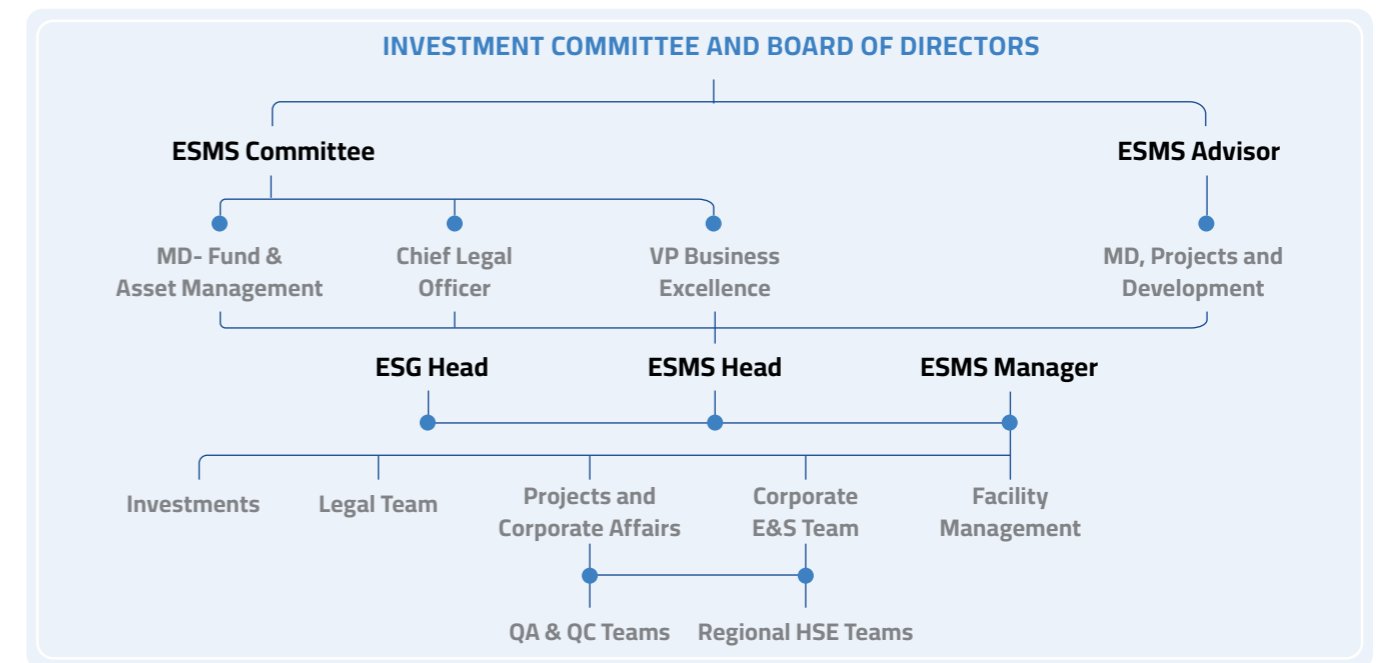 INVESTMENT COMMITTEE AND BOARD OF DIRECTORS
ESMS Committee
ESMS Advisor
MD- Fund &
Asset Management
Chief Legal
Officer
VP Business
Excellence
MD, Projects and
Development
ESG Head
ESMS Head
ESMS Manager
Investments
Legal Team
Projects and
Corporate Affairs
Corporate
E&S Team
Facility
Management
QA & QC Teams
Regional HSE Teams